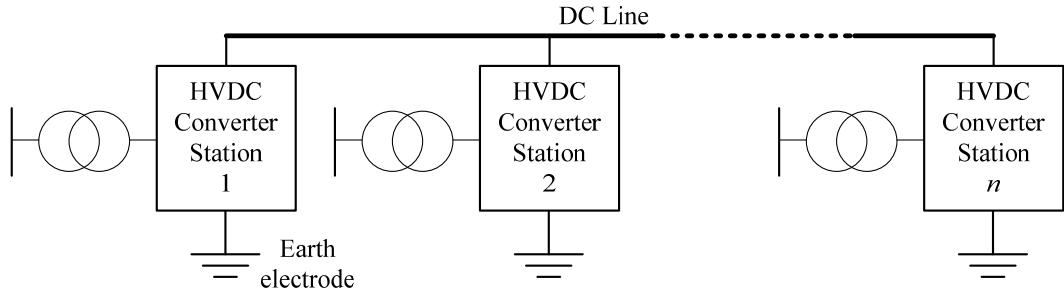 DC Line
HVDC
Converter
Station
1
HVDC
Converter
Station
2
HVDC
Converter
Station
n
Earth
electrode